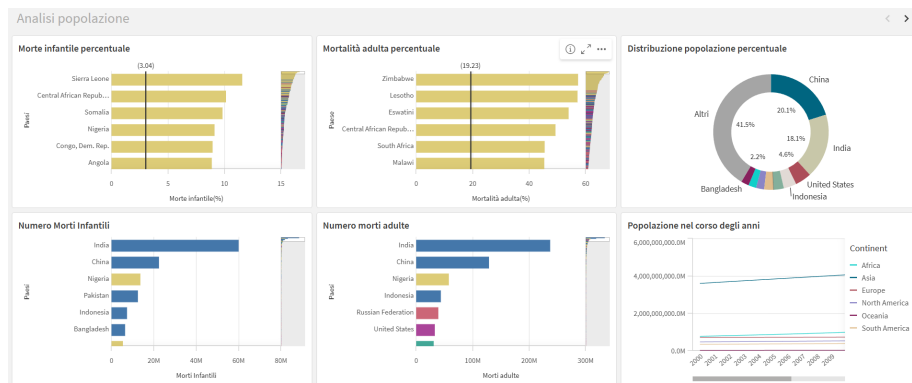 Analisi popolazione
Morte infantile percentuale
(3.04)
Sierra Leone
Central African Repub...
Somalia
Nigeria
Congo, Dem. Rep.
Angola
Paesi
0 5 10 15
Morte infantile(%)
Mortalità adulta percentuale
(19.23)
Zimbabwe
Lesotho
Eswatini
Central African Repub...
South Africa
Malawi
Paese
0 20 40 60
Mortalità adulta(%)
Distribuzione popolazione percentuale
China
20.1%
Altri
41.5%
18.1%
India
2.2%
4.6%
United States
Bangladesh
Indonesia
Numero Morti Infantili
India
China
Nigeria
Pakistan
Indonesia
Bangladesh
Paesi
0 20M 40M 60M 80M
Morti Infantili
Numero morti adulte
India
China
Nigeria
Indonesia
Russian Federation
United States
Paesi
0 100M 200M 300M
Morti adulte
Popolazione nel corso degli anni
6,000,000,000.0M
4,000,000,000.0M
2,000,000,000.0M
0.0M
2000 2001 2002 2003 2004 2005 2006 2007 2008 2009
Continent
Africa
Asia
Europe
North America
Oceania
South America